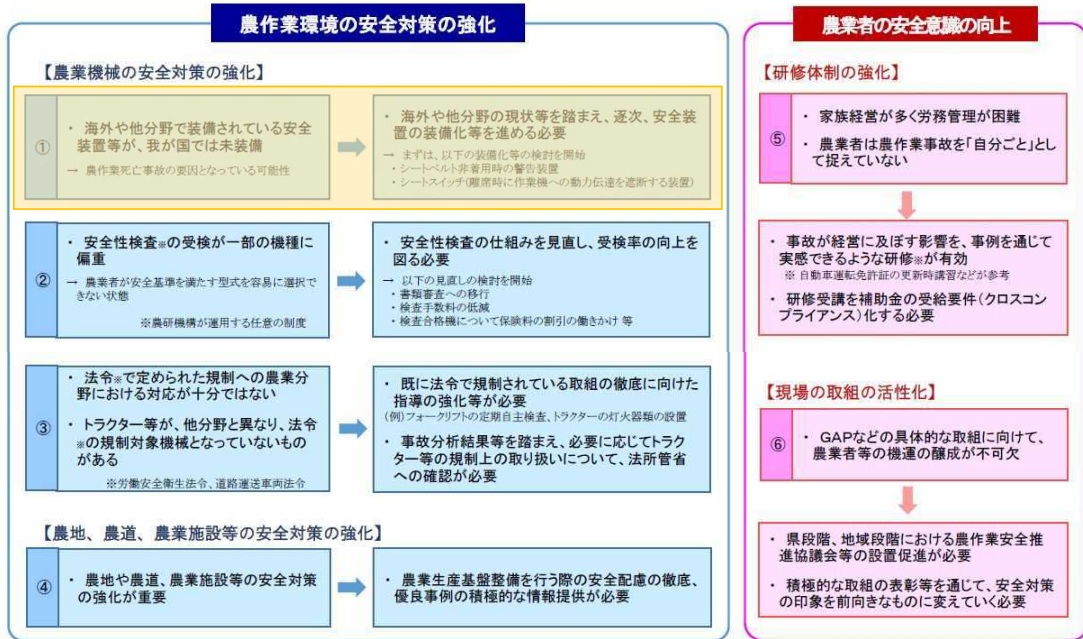 農作業環境の安全対策の強化
【農業機械の安全対策の強化】
①
・ 海外や他分野で装備されている安全
装置等が、我が国では未装備
→ 農作業死亡事故の要因となっている可能性
・ 海外や他分野の現状等を踏まえ、逐次、安全装
置の装備化等を進める必要
→ まずは、以下の装備化等の検討を開始
・シートベルト非着用時の警告装置
・シートスイッチ(離席時に作業機への動力伝達を遮断する装置)
②
・ 安全性検査※の受検が一部の機種に
偏重
→ 農業者が安全基準を満たす型式を容易に選択で
きない状態
※農研機構が運用する任意の制度
・ 安全性検査の仕組みを見直し、受検率の向上を
図る必要
→ 以下の見直しの検討を開始
・書類審査への移行
・検査手数料の低減
・検査合格機について保険料の割引の働きかけ 等
③
・ 法令※で定められた規制への農業分
野における対応が十分ではない
・ トラクター等が、他分野と異なり、法令
※の規制対象機械となっていないもの
がある
※労働安全衛生法令、道路運送車両法令
・ 既に法令で規制されている取組の徹底に向けた
指導の強化等が必要
(例)フォークリフトの定期自主検査、トラクターの灯火器類の設置
・ 事故分析結果等を踏まえ、必要に応じてトラク
ター等の規制上の取り扱いについて、法所管省
への確認が必要
【農地、農道、農業施設等の安全対策の強化】
④
・ 農地や農道、農業施設等の安全対策
の強化が重要
・ 農業生産基盤整備を行う際の安全配慮の徹底、
優良事例の積極的な情報提供が必要
農業者の安全意識の向上
【研修体制の強化】
⑤
・ 家族経営が多く労務管理が困難
・ 農業者は農作業事故を「自分ごと」とし
て捉えていない
・ 事故が経営に及ぼす影響を、事例を通じて
実感できるような研修※が有効
※ 自動車運転免許証の更新時講習などが参考
・ 研修受講を補助金の受給要件(クロスコン
プライアンス)化する必要
【現場の取組の活性化】
⑥
・ GAPなどの具体的な取組に向けて、
農業者等の機運の醸成が不可欠
・ 県段階、地域段階における農作業安全推
進協議会等の設置促進が必要
・ 積極的な取組の表彰等を通じて、安全対策
の印象を前向きなものに変えていく必要